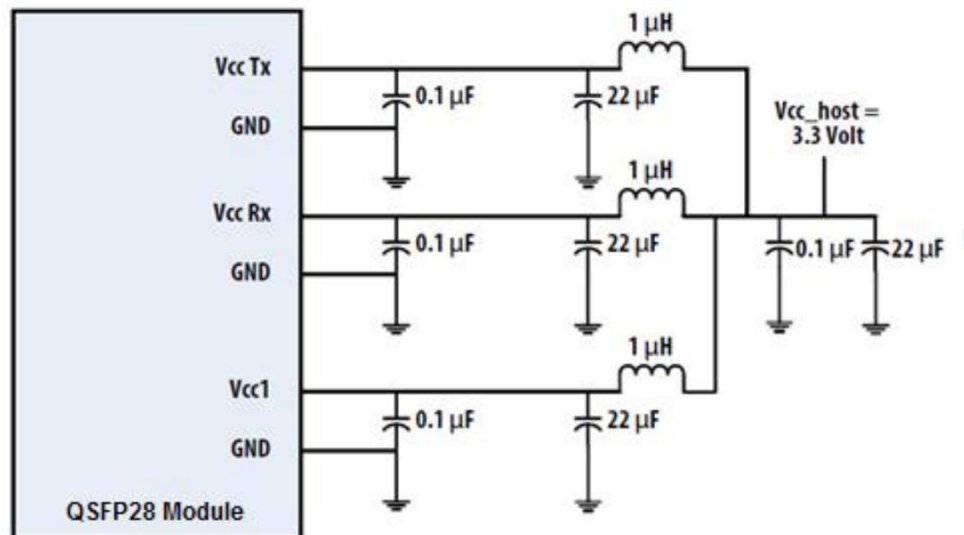 1 μH
Vcc Tx
0.1 μF
22 μF
GND
Vcc_host =
3.3 Volt
1 μH
Vcc Rx
0.1 μF
22 μF
0.1 μF
22 μF
GND
1 μH
Vcc1
0.1 μF
22 μF
GND
QSFP28 Module